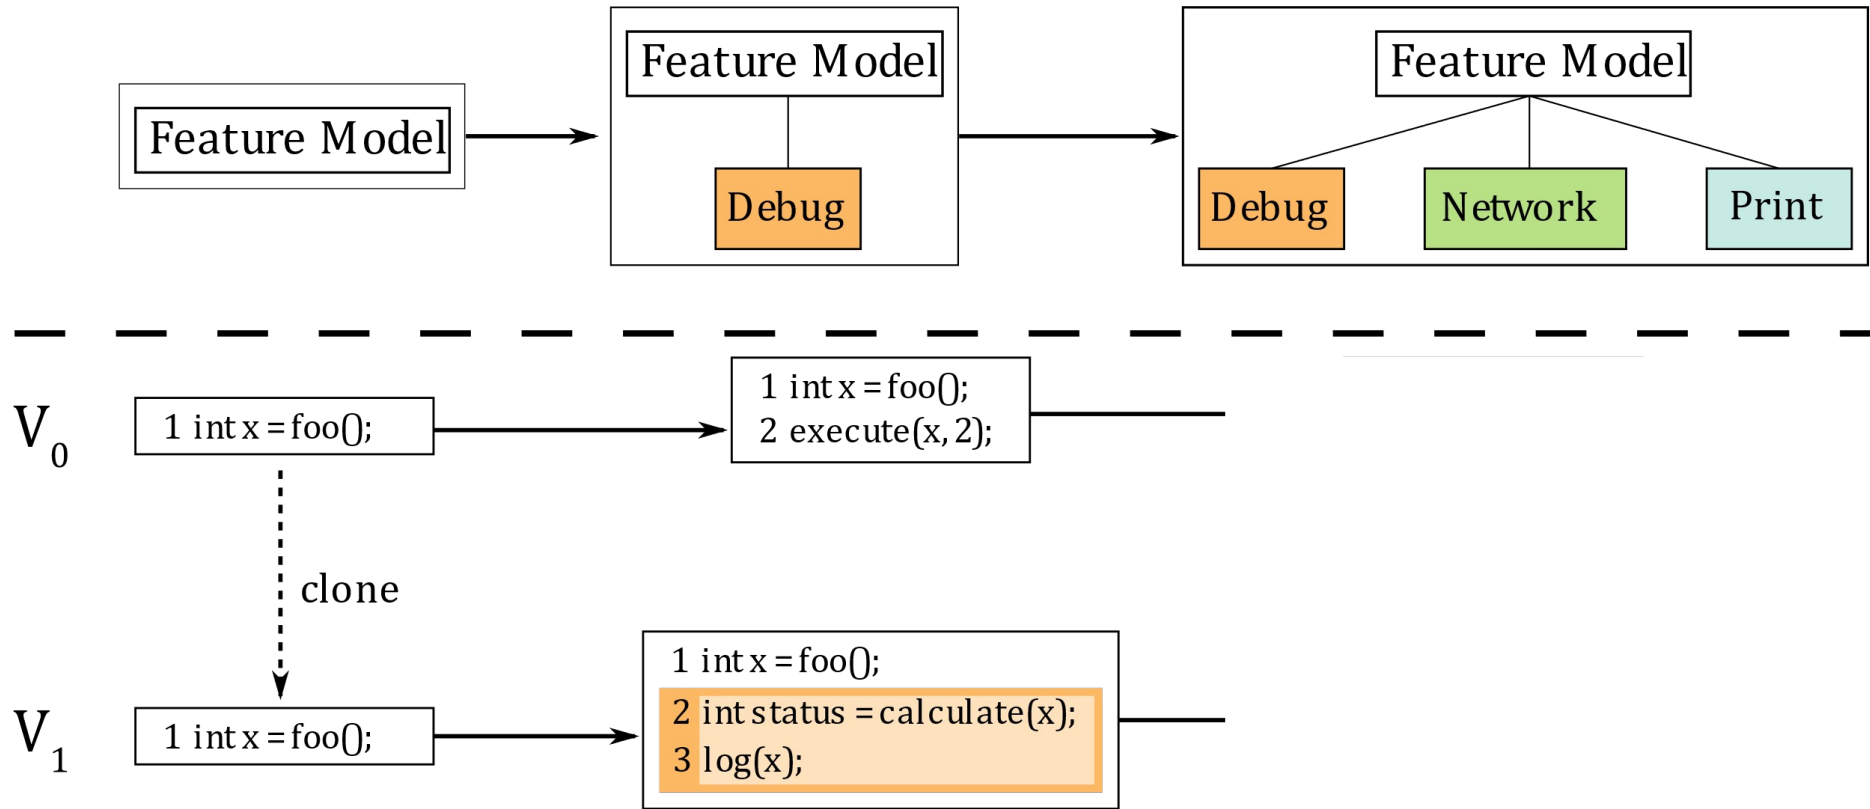 Feature Model
Feature Model
Debug
Feature Model
Debug
Network
Print
V0
1 int x = foo();
1 int x = foo();
2 execute(x, 2);
clone
V1
1 int x = foo();
1 int x = foo();
2 int status = calculate(x);
3 log(x);